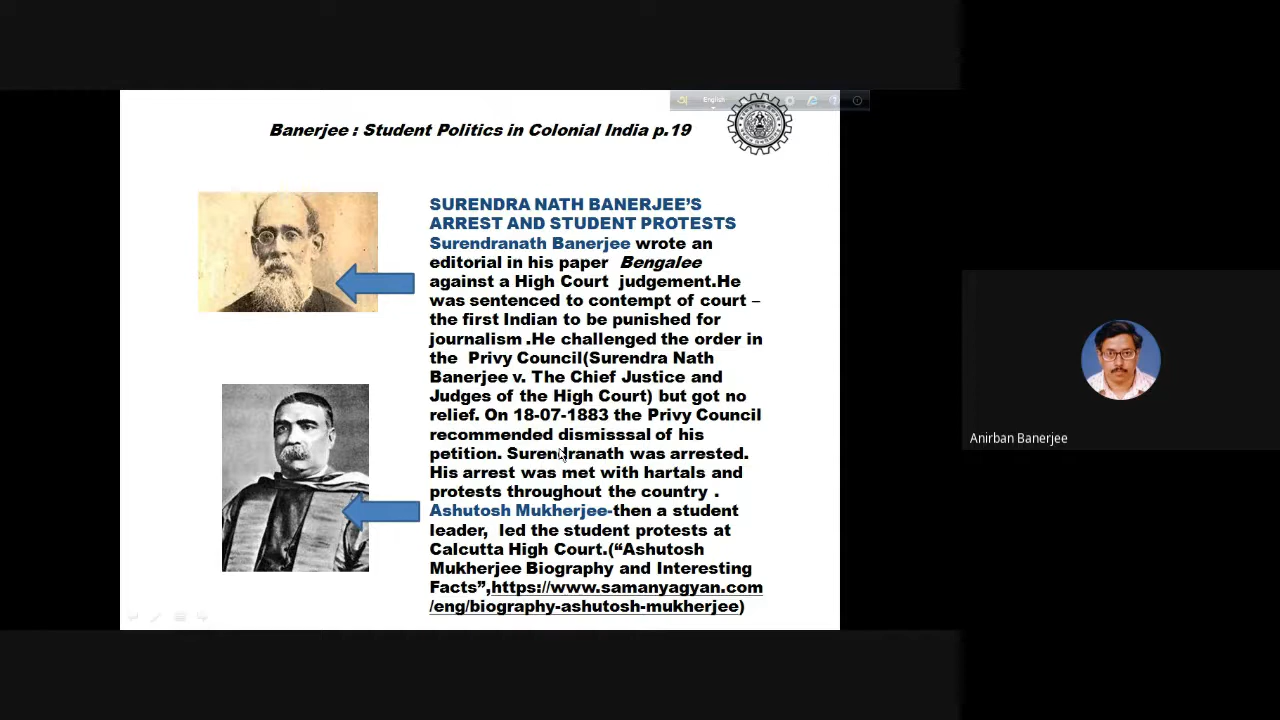 English
Banerjee : Student Politics in Colonial India p.19
SURENDRA NATH BANERJEE’S
ARREST AND STUDENT PROTESTS
Surendranath Banerjee wrote an
editorial in his paper Bengalee
against a High Court judgement.He
was sentenced to contempt of court –
the first Indian to be punished for
journalism .He challenged the order in
the Privy Council(Surendra Nath
Banerjee v. The Chief Justice and
Judges of the High Court) but got no
relief. On 18-07-1883 the Privy Council
recommended dismisssal of his
petition. Surendranath was arrested.
His arrest was met with hartals and
protests throughout the country .
Ashutosh Mukherjee-then a student
leader, led the student protests at
Calcutta High Court.(“Ashutosh
Mukherjee Biography and Interesting
Facts”,https://www.samanyagyan.com
/eng/biography-ashutosh-mukherjee)
Anirban Banerjee